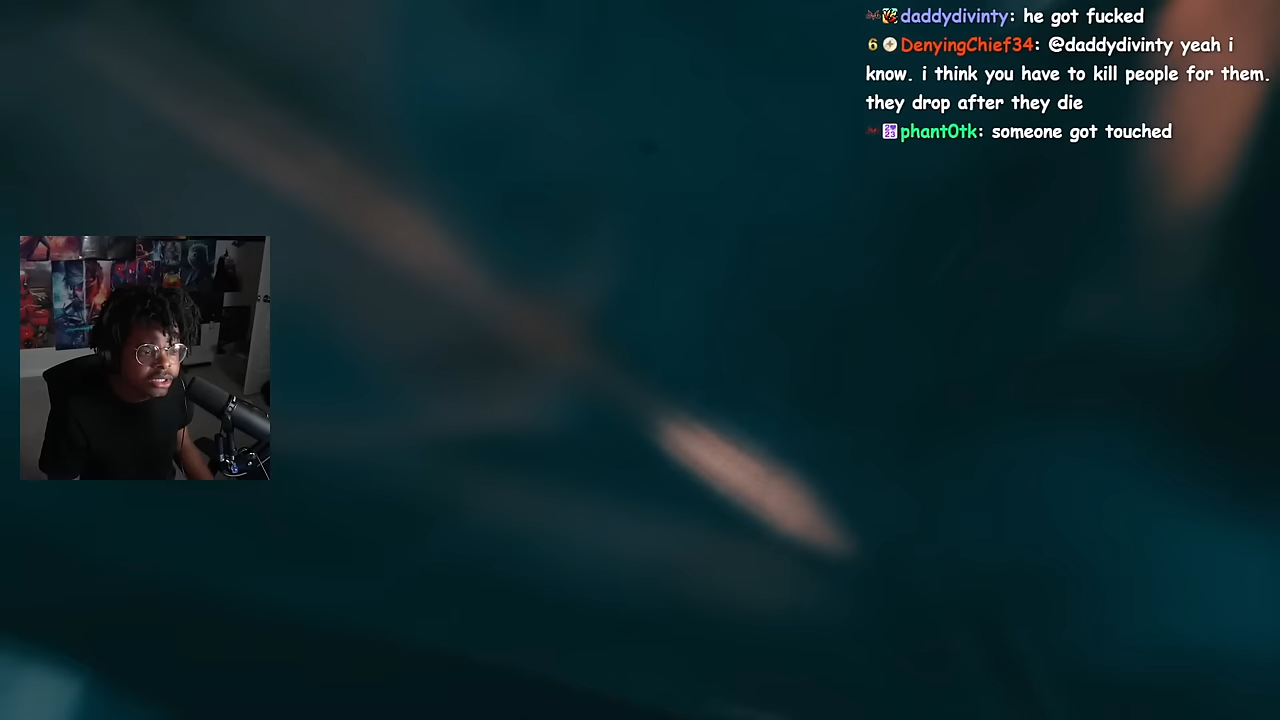 daddydivinty: he got fucked
6 DenyingChief34: @daddydivinty yeah i
know. i think you have to kill people for them.
they drop after they die
phant0tk: someone got touched